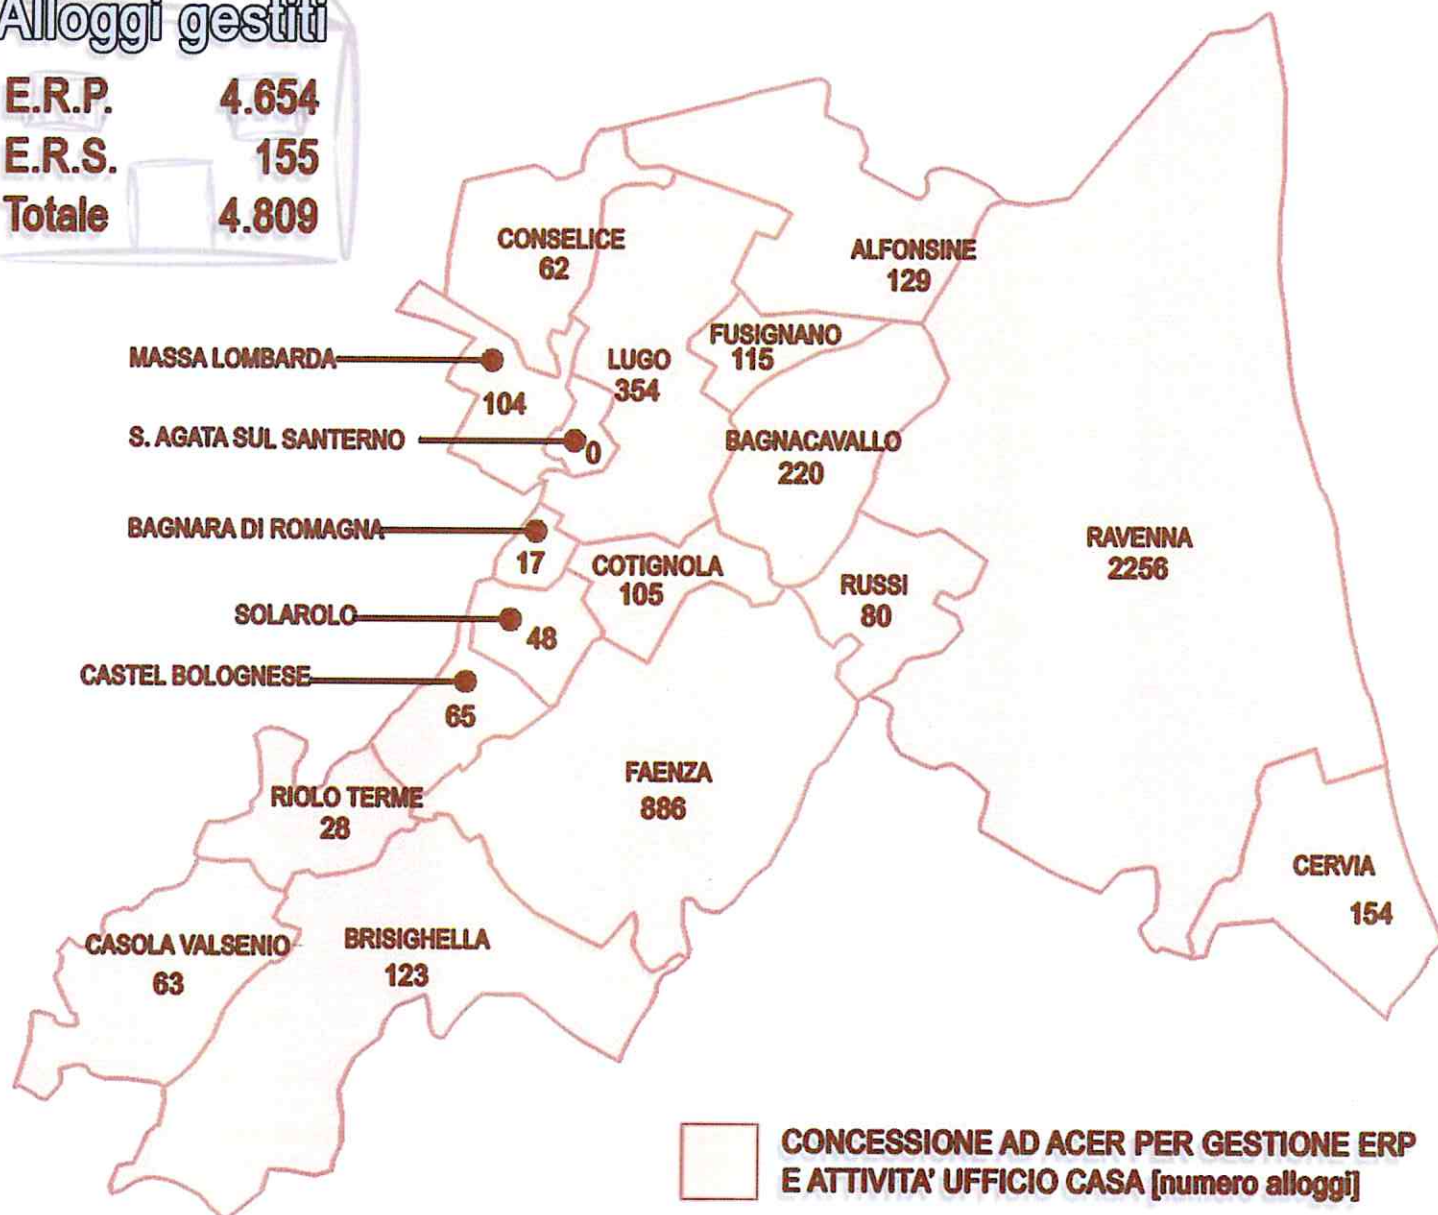 Alloggi gestiti
E.R.P. 4.654
E.R.S. 155
Totale 4.809
CONSELICE
62
ALFONSINE
129
FUSIGNANO
115
MASSA LOMBARDA
104
LUGO
354
S. AGATA SUL SANTERNO
0
BAGNACAVALLO
220
BAGNARA DI ROMAGNA
17
COTIGNOLA
105
RUSSI
80
RAVENNA
2256
SOLAROLO
48
CASTEL BOLOGNESE
65
FAENZA
886
RIOLO TERME
28
CERVIA
154
CASOLA VALSENIO
63
BRISIGHELLA
123
CONCESSIONE AD ACER PER GESTIONE ERP
E ATTIVITA' UFFICIO CASA [numero alloggi]